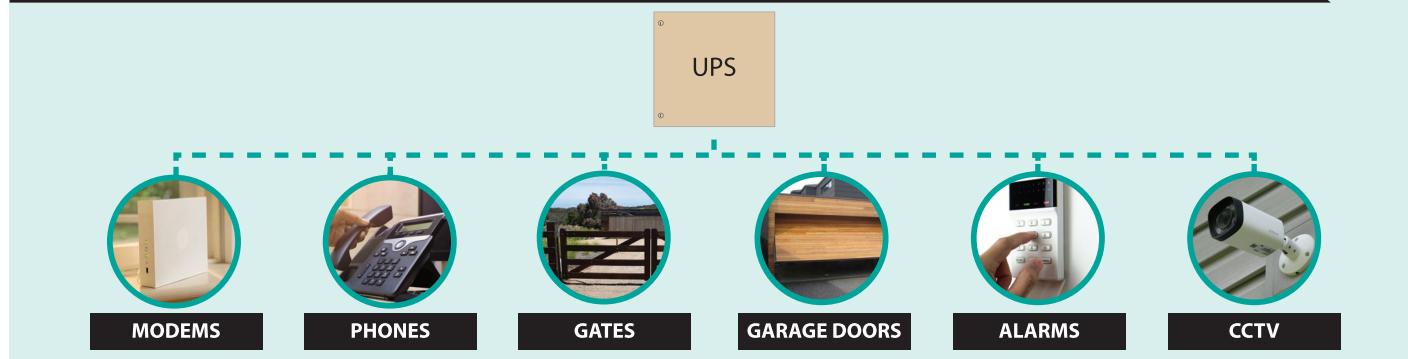 UPS
MODEMS
PHONES
GATES
GARAGE DOORS
ALARMS
CCTV